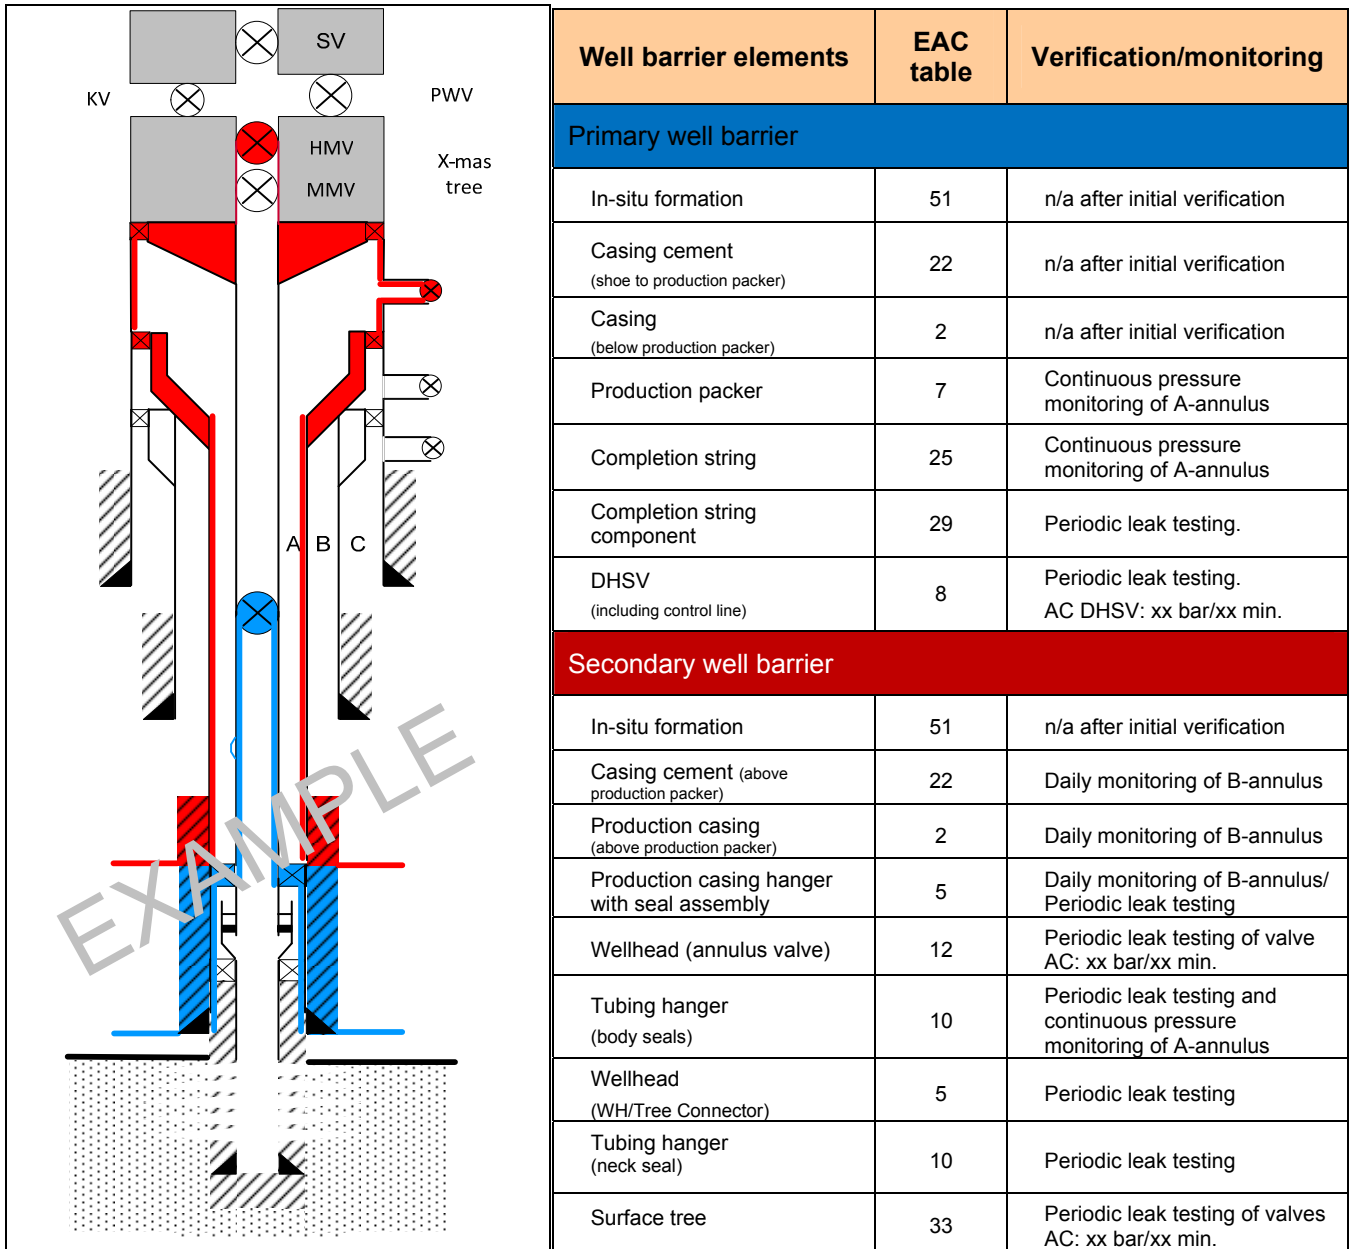 SV
KV
PWV
HMV
X-mas
MMV
tree
A B C
EXAMPLE
Well barrier elements
EAC
table
Verification/monitoring
Primary well barrier
In-situ formation
51
n/a after initial verification
Casing cement
(shoe to production packer)
22
n/a after initial verification
Casing
(below production packer)
2
n/a after initial verification
Production packer
7
Continuous pressure
monitoring of A-annulus
Completion string
25
Continuous pressure
monitoring of A-annulus
Completion string
component
29
Periodic leak testing.
DHSV
(including control line)
8
Periodic leak testing.
AC DHSV: xx bar/xx min.
Secondary well barrier
In-situ formation
51
n/a after initial verification
Casing cement (above
production packer)
22
Daily monitoring of B-annulus
Production casing
(above production packer)
2
Daily monitoring of B-annulus
Production casing hanger
with seal assembly
5
Daily monitoring of B-annulus/
Periodic leak testing
Wellhead (annulus valve)
12
Periodic leak testing of valve
AC: xx bar/xx min.
Tubing hanger
(body seals)
10
Periodic leak testing and
continuous pressure
monitoring of A-annulus
Wellhead
(WH/Tree Connector)
5
Periodic leak testing
Tubing hanger
(neck seal)
10
Periodic leak testing
Surface tree
33
Periodic leak testing of valves
AC: xx bar/xx min.